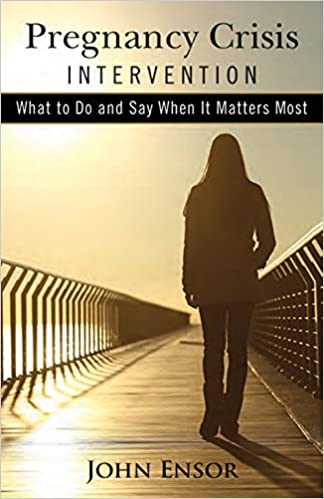 Pregnancy Crisis
INTERVENTION
What to Do and Say When It Matters Most
JOHN ENSOR